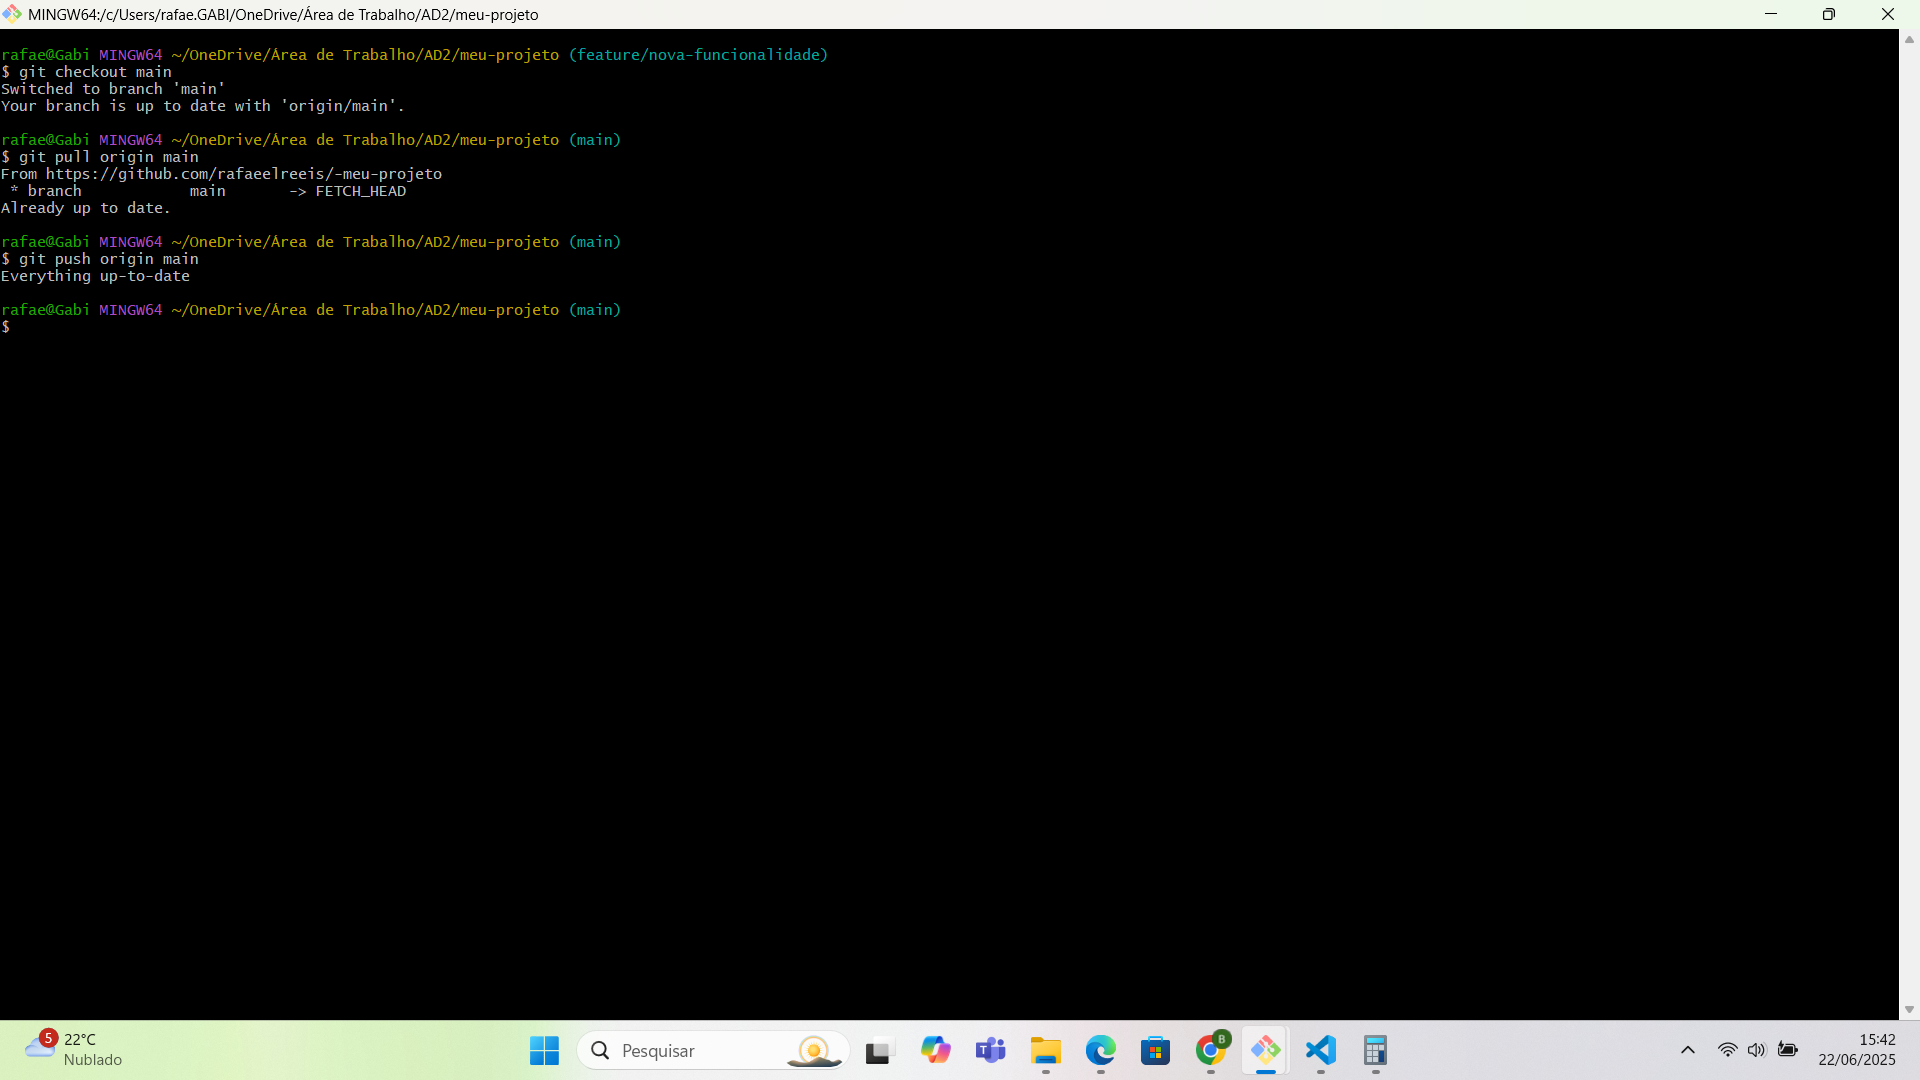 MINGW64:/c/Users/rafae.GABI/OneDrive/Área de Trabalho/AD2/meu-projeto
rafae@Gabi MINGW64 ~/OneDrive/Área de Trabalho/AD2/meu-projeto (feature/nova-funcionalidade)
$ git checkout main
Switched to branch 'main'
Your branch is up to date with 'origin/main'.
rafae@Gabi MINGW64 ~/OneDrive/Área de Trabalho/AD2/meu-projeto (main)
$ git pull origin main
From https://github.com/rafaeelreeis/-meu-projeto
 * branch            main       -> FETCH_HEAD
Already up to date.
rafae@Gabi MINGW64 ~/OneDrive/Área de Trabalho/AD2/meu-projeto (main)
$ git push origin main
Everything up-to-date
rafae@Gabi MINGW64 ~/OneDrive/Área de Trabalho/AD2/meu-projeto (main)
$
5
22°C
Nublado
Pesquisar
B
15:42
22/06/2025